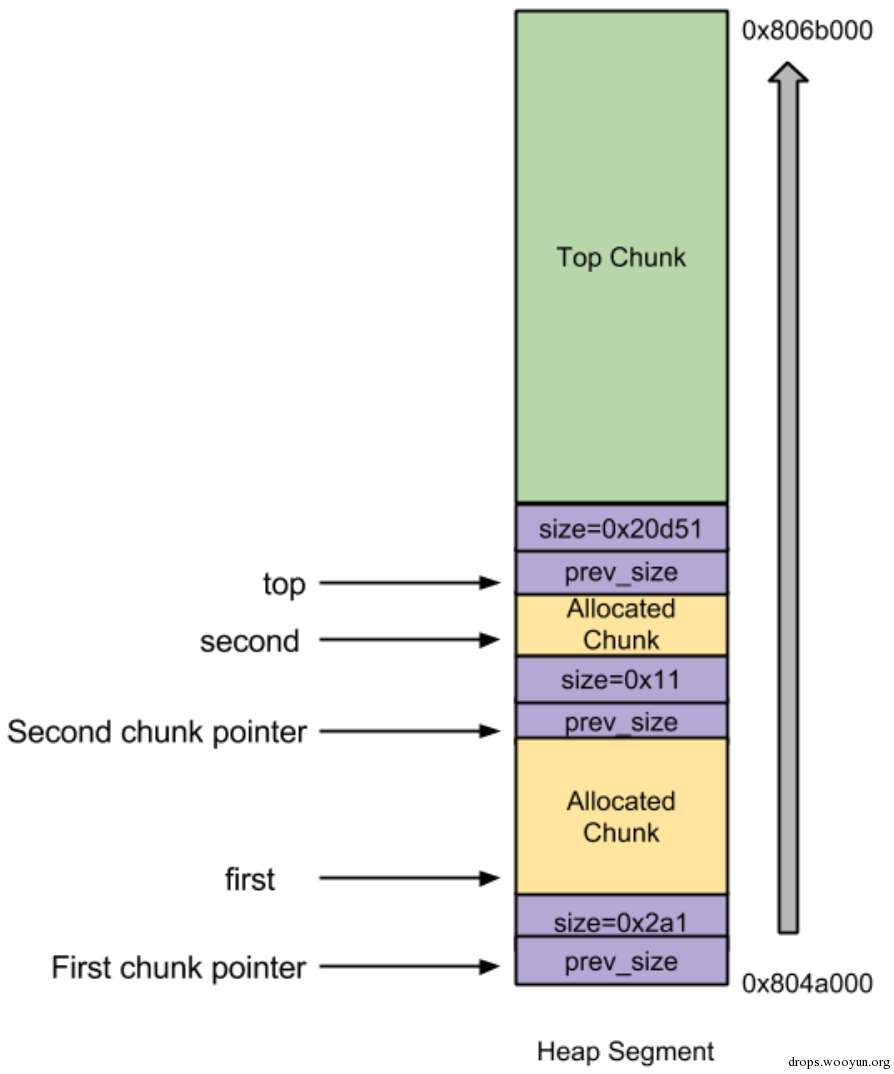 0x806b000
Top Chunk
size=0x20d51
top
prev_size
second
Allocated
Chunk
size=0x11
Second chunk pointer
prev_size
Allocated
Chunk
first
size=0x2a1
First chunk pointer
prev_size
0x804a000
Heap Segment
drops.wooyun.org